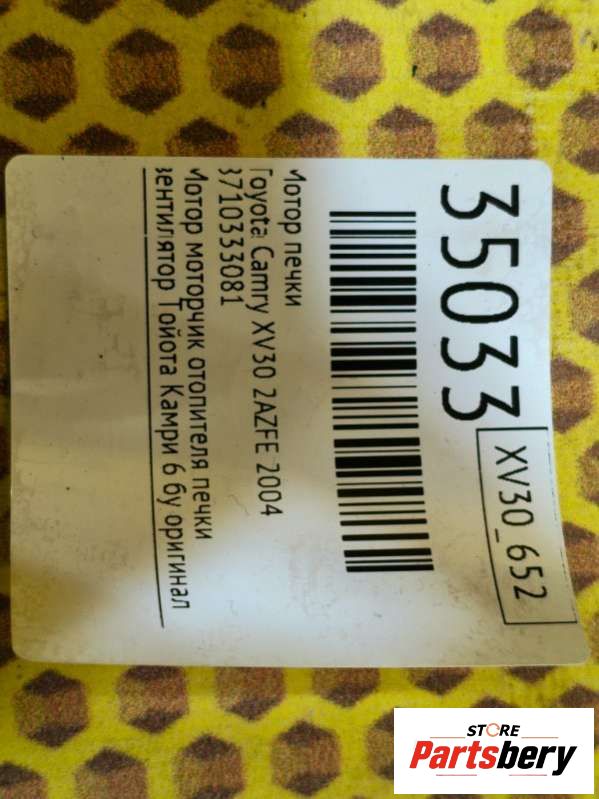 35033
XV30_652
Мотор печки
Toyota Camry XV30 2AZFE 2004
8710333081
Мотор моторчик отопителя печки
вентилятор Тойота Камри 6 бу оригинал
STORE
Partsbery